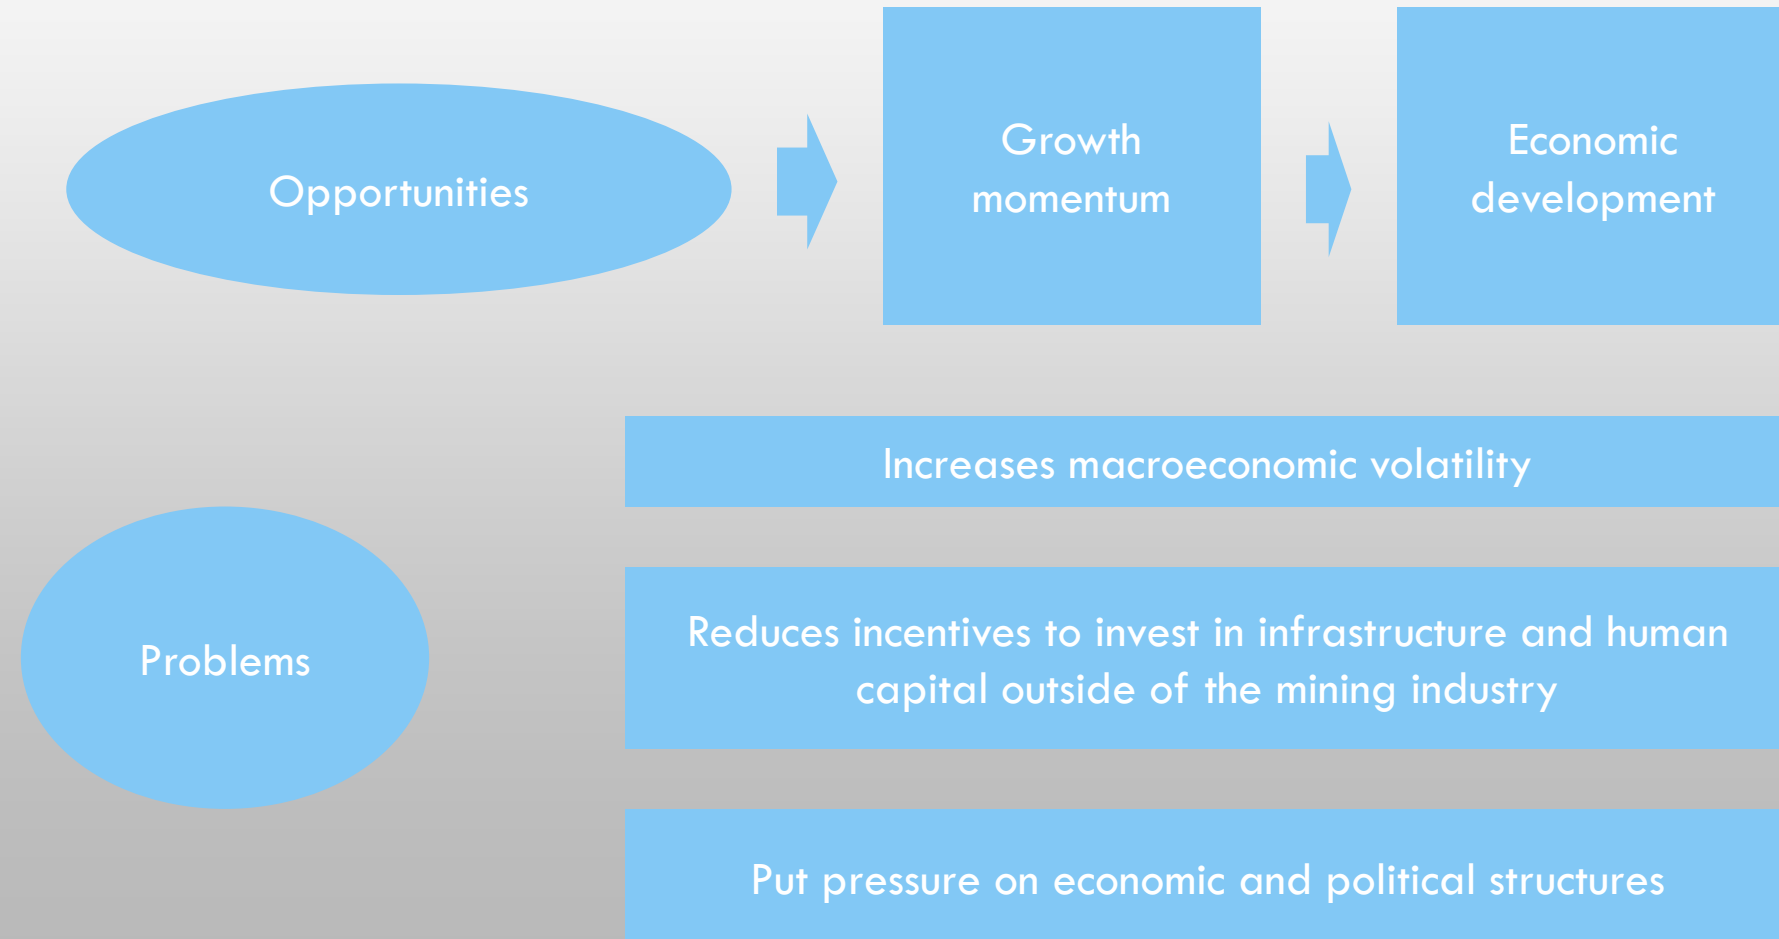 Opportunities
Growth
momentum
Economic
development
Increases macroeconomic volatility
Problems
Reduces incentives to invest in infrastructure and human
capital outside of the mining industry
Put pressure on economic and political structures